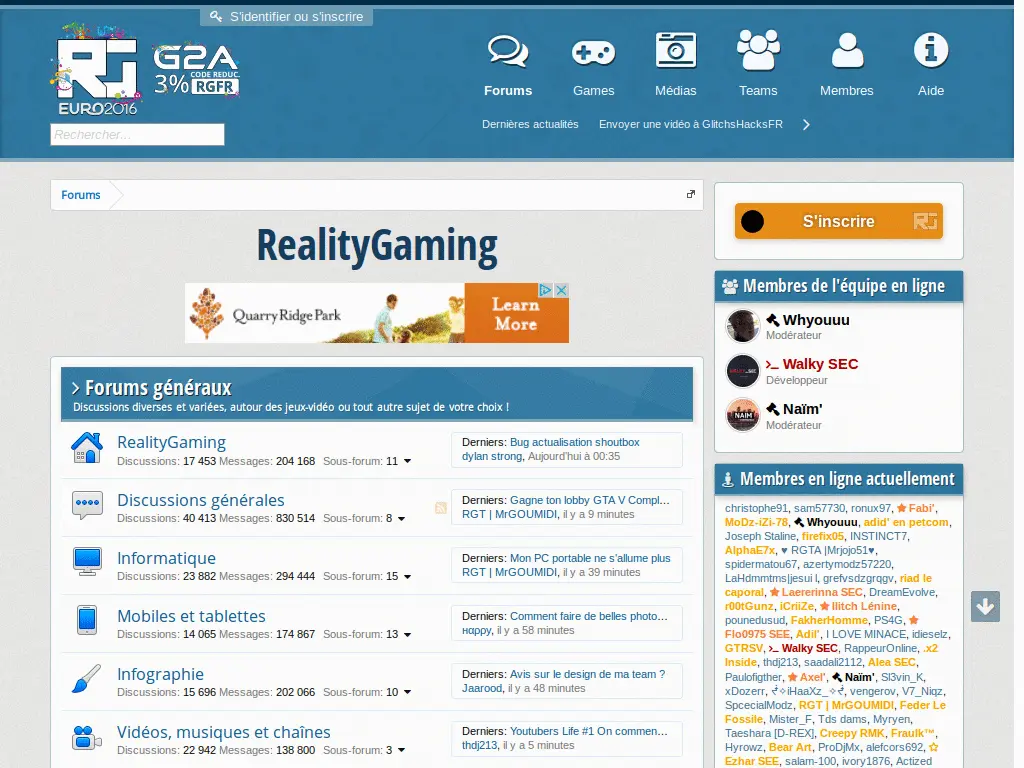 S'identifier ou s'inscrire
RG
EURO2016
G2A
3% CODE REDUC. RGFR
Rechercher...
Forums
Games
Médias
Teams
Membres
Aide
Dernières actualités
Envoyer une vidéo à GlitchsHacksFR
Forums
RealityGaming
Quarry Ridge Park
Learn
More
Forums généraux
Discussions diverses et variées, autour des jeux-vidéo ou tout autre sujet de votre choix !
RealityGaming
Discussions: 17 453 Messages: 204 168 Sous-forum: 11
Derniers: Bug actualisation shoutbox
dylan strong, Aujourd'hui à 00:35
Discussions générales
Discussions: 40 413 Messages: 830 514 Sous-forum: 8
Derniers: Gagne ton lobby GTA V Compl...
RGT | MrGOUMIDI, il y a 9 minutes
Informatique
Discussions: 23 882 Messages: 294 444 Sous-forum: 15
Derniers: Mon PC portable ne s'allume plus
RGT | MrGOUMIDI, il y a 39 minutes
Mobiles et tablettes
Discussions: 14 065 Messages: 174 867 Sous-forum: 13
Derniers: Comment faire de belles photo...
нαρρу, il y a 58 minutes
Infographie
Discussions: 15 696 Messages: 202 066 Sous-forum: 10
Derniers: Avis sur le design de ma team ?
Jaarood, il y a 48 minutes
Vidéos, musiques et chaînes
Discussions: 22 942 Messages: 138 800 Sous-forum: 3
Derniers: Youtubers Life #1 On commen...
thdj213, il y a 5 minutes
S'inscrire
Membres de l'équipe en ligne
Whyouuu
Modérateur
Walky SEC
Développeur
Naïm'
Modérateur
Membres en ligne actuellement
christophe91, sam57730, ronux97, Fabi',
MoDz-iZi-78, Whyouuu, adid' en petcom,
Joseph Staline, firefix05, INSTINCT7,
AlphaE7x, ♥ RGTA |Mrjojo51♥,
spidermatou67, azertymodz57220,
LaHdmmtms|jesui l, grefvsdzgrqgv, riad le
caporal, Laererinna SEC, DreamEvolve,
r00tGunz, iCriiZe, Ilitch Lénine,
pounedusud, FakherHomme, PS4G,
Flo0975 SEE, Adil', I LOVE MINACE, idieselz,
GTRSV, Walky SEC, RappeurOnline, .x2
Inside, thdj213, saadali2112, Alea SEC,
Paulofigther, Axel', Naïm', Sl3vin_K,
xDozerr, iHaaXz_, vengerov, V7_Niqz,
SpcecialModz, RGT | MrGOUMIDI, Feder Le
Fossile, Mister_F, Tds dams, Myryen,
Taeshara [D-REX], Creepy RMK, Fraulk™,
Hyrowz, Bear Art, ProDjMx, alefcors692,
Ezhar SEE, salam-100, ivory1876, Actized